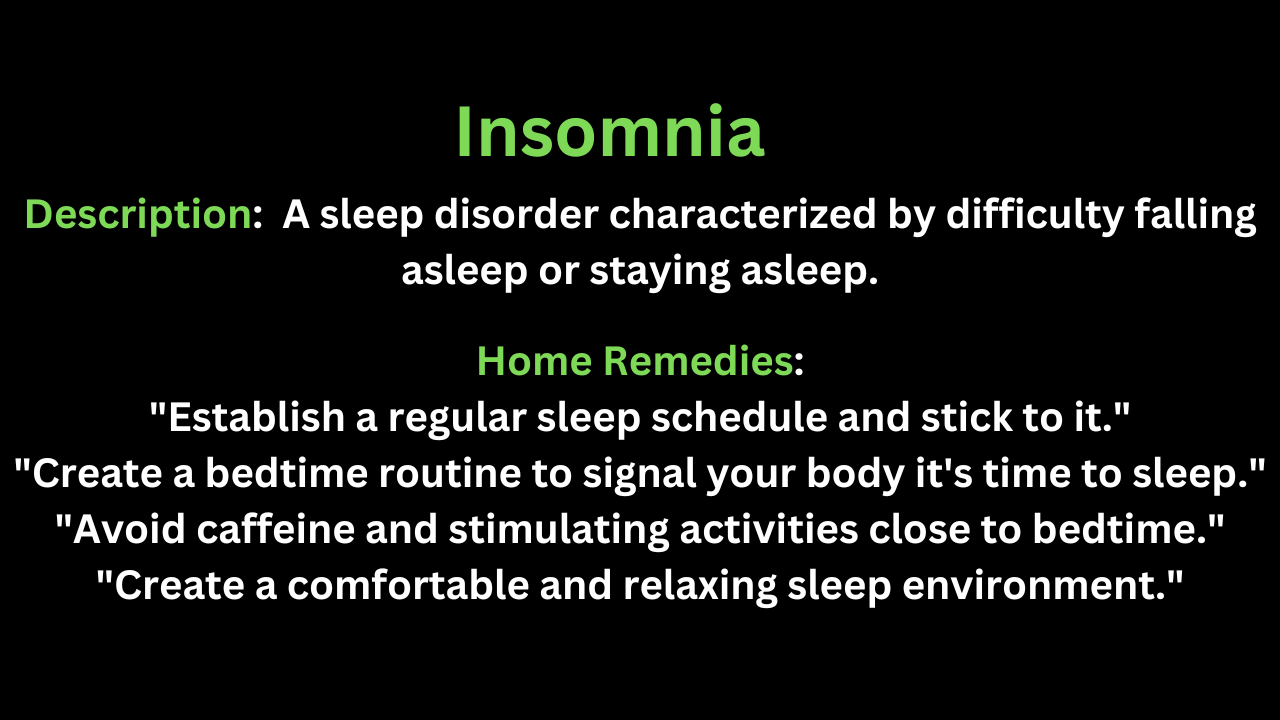 Insomnia
Description:  A sleep disorder characterized by difficulty falling
asleep or staying asleep.
Home Remedies:
"Establish a regular sleep schedule and stick to it."
"Create a bedtime routine to signal your body it's time to sleep."
"Avoid caffeine and stimulating activities close to bedtime."
"Create a comfortable and relaxing sleep environment."